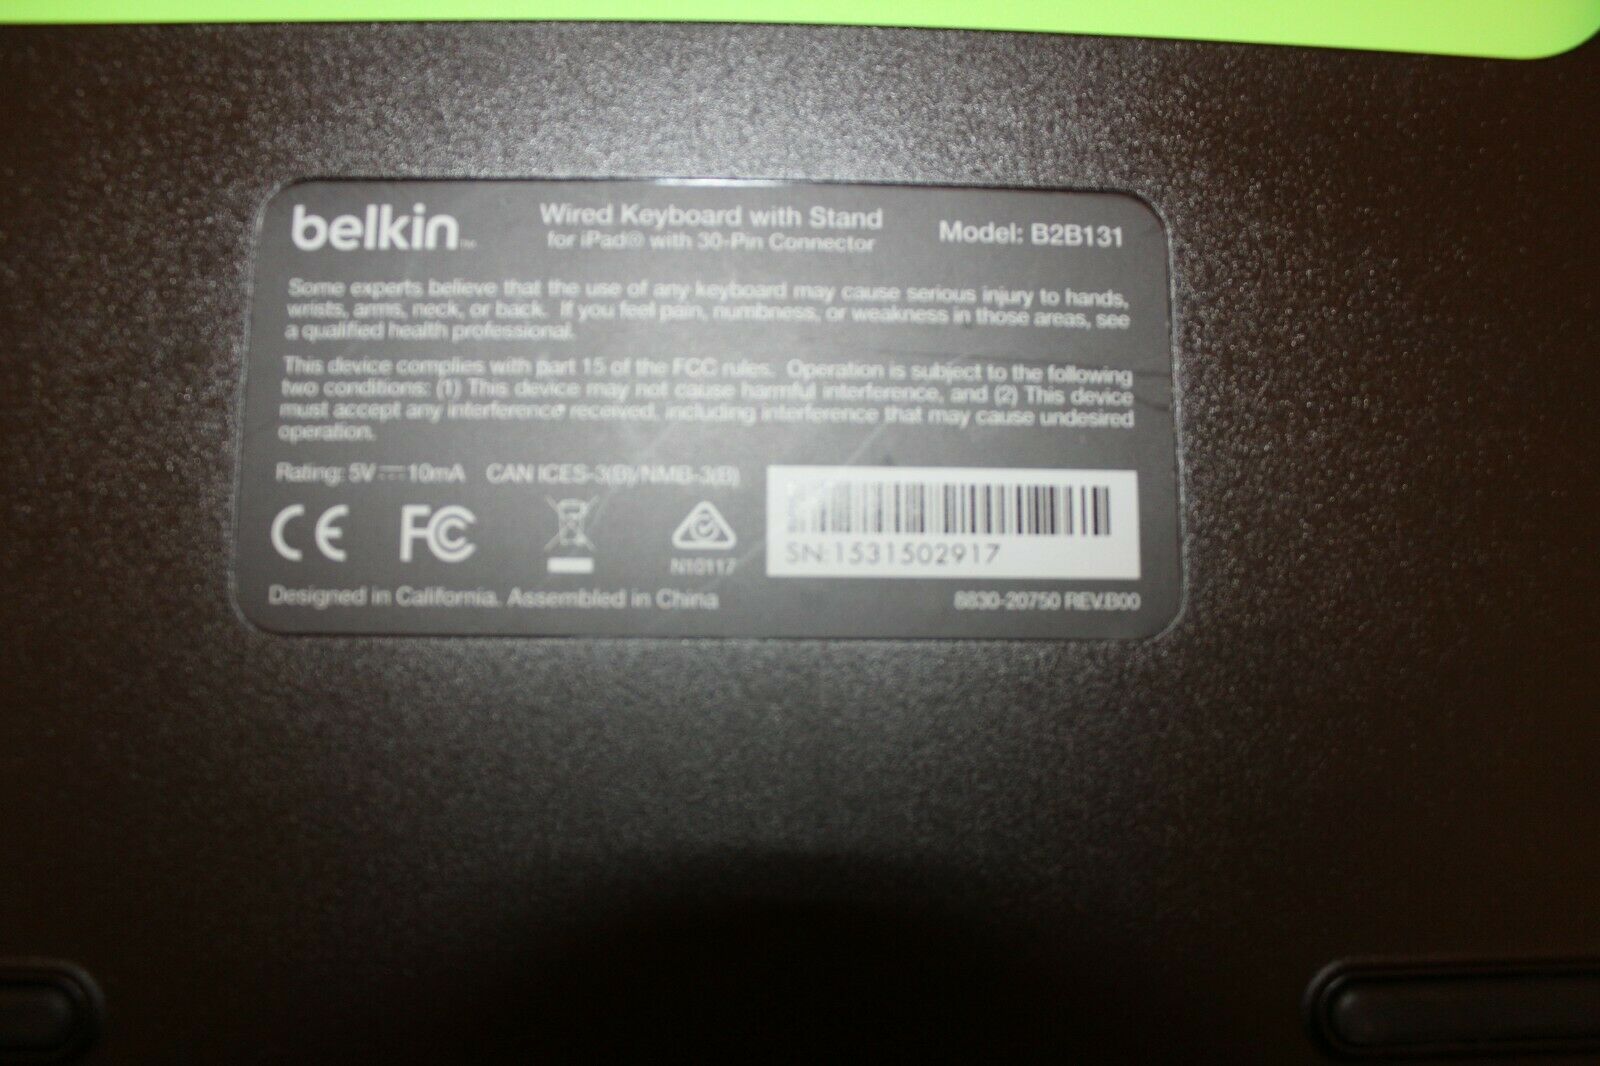 belkin™
Wired Keyboard with Stand
for iPad® with 30-Pin Connector
Model: B2B131
Some experts believe that the use of any keyboard may cause serious injury to hands,
wrists, arms, neck, or back. If you feel pain, numbness, or weakness in those areas, see
a qualified health professional.
This device complies with part 15 of the FCC rules. Operation is subject to the following
two conditions: (1) This device may not cause harmful interference, and (2) This device
must accept any interference received, including interference that may cause undesired
operation.
Rating: 5V⎓10mA CAN ICES-3(B)/NMB-3(B)
CE FC
N10117
SN:1531502917
Designed in California. Assembled in China
8830-20750 REV.B00